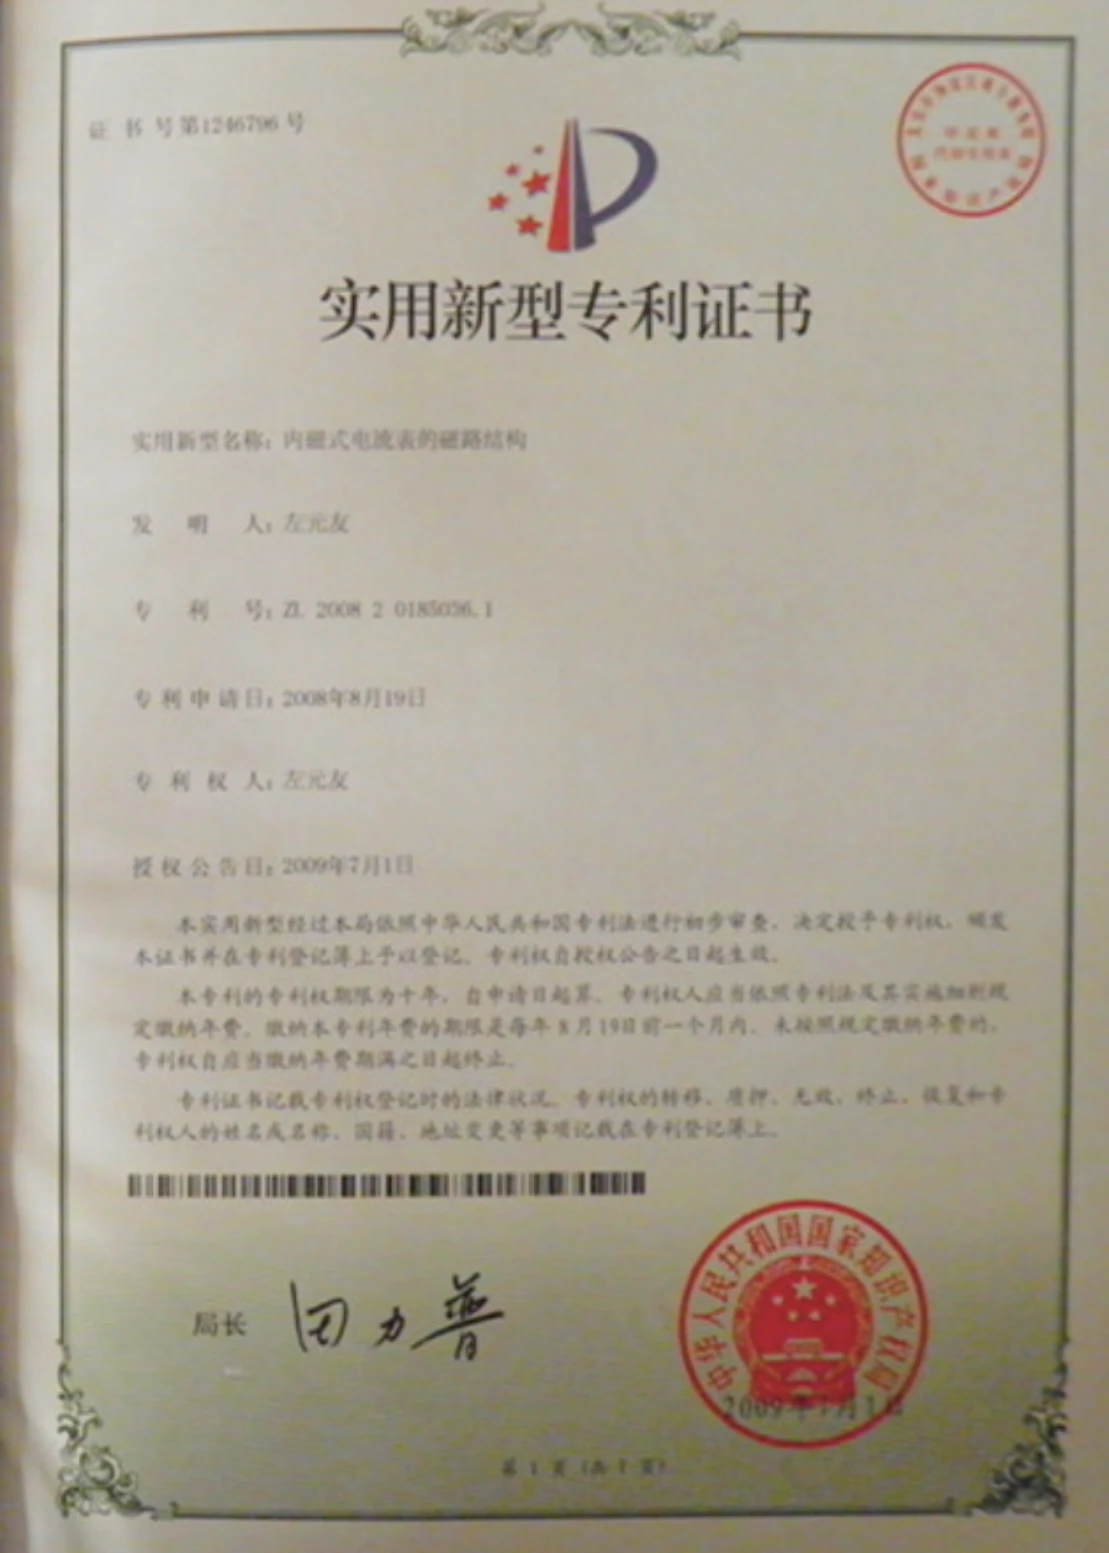 证 书 号第1246796 号
实用新型专利证书
实用新型名称：内磁式电流表的磁路结构
发 明 人：左元友
专 利 号：ZL 2008 2 0185036.1
专利申请日：2008年8月19日
专 利 权 人：左元友
授权公告日：2009年7月1日
本实用新型经过本局依照中华人民共和国专利法进行初步审查，决定授予专利权，颁发
本证书并在专利登记簿上予以登记。专利权自授权公告之日起生效。
本专利的专利权期限为十年，自申请日起算。专利权人应当依照专利法及其实施细则规
定缴纳年费。缴纳本专利年费的期限是每年 8 月 19日前一个月内。未按照规定缴纳年费的，
专利权自应当缴纳年费期满之日起终止。
专利证书记载专利权登记时的法律状况。专利权的转移、质押、无效、终止、恢复和专
利权人的姓名或名称、国籍、地址变更等事项记载在专利登记簿上。
局长 田力普
中华人民共和国国家知识产权局
2009年7月1日
第 1 页 (共 1 页)